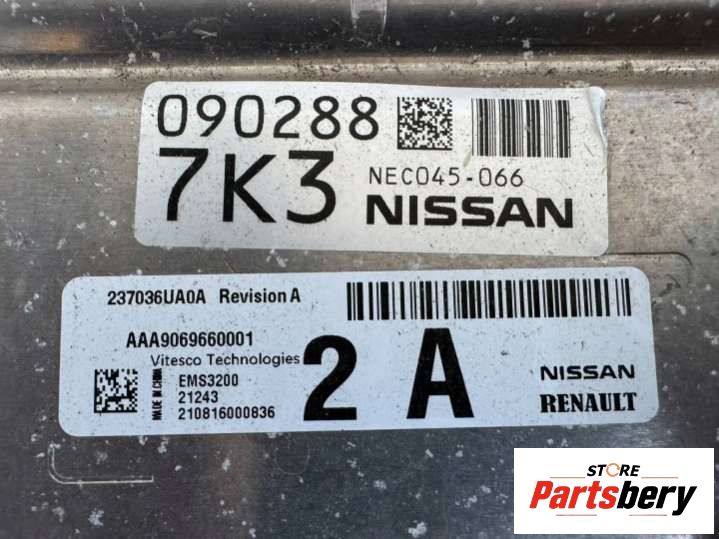 090288
7K3
NEC045-066
NISSAN
237036UA0A Revision A
AAA9069660001
Vitesco Technologies
MADE IN CHINA
EMS3200
21243
210816000836
2 A
NISSAN
RENAULT
STORE
Partsbery